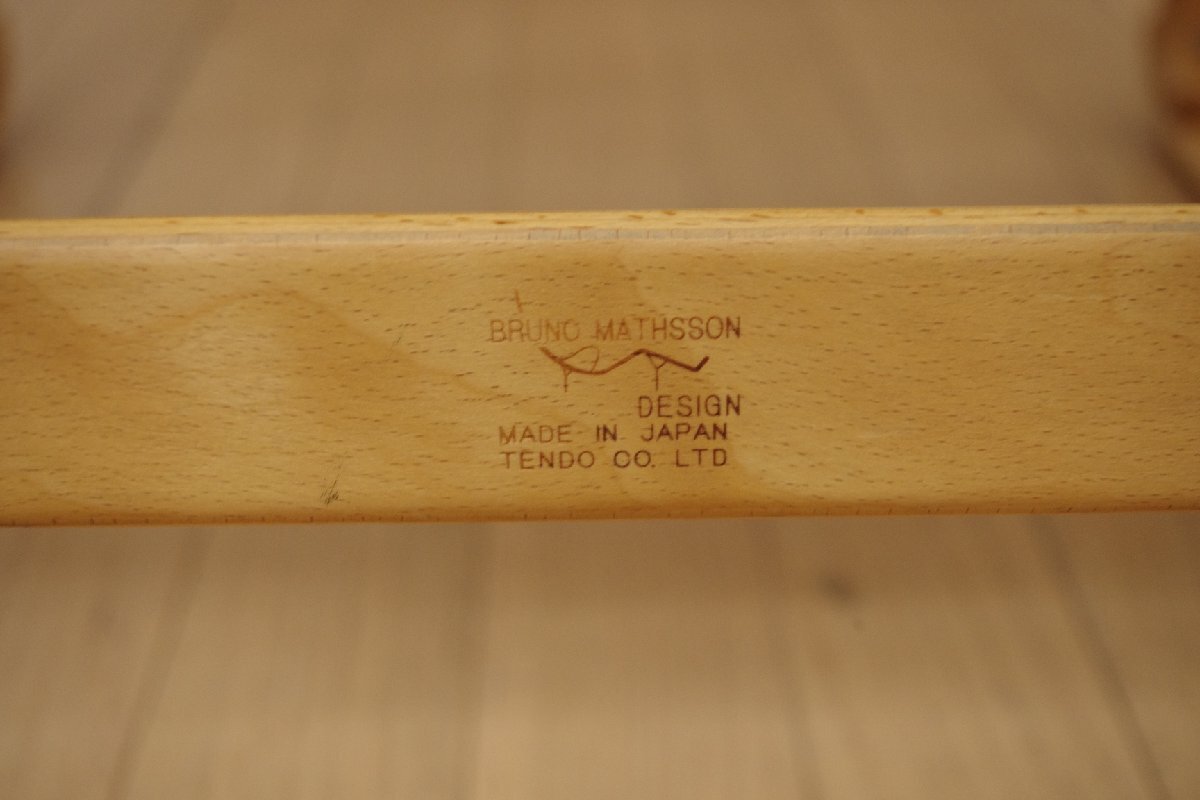 BRUNO MATHSSON
DESIGN
MADE IN JAPAN
TENDO CO. LTD